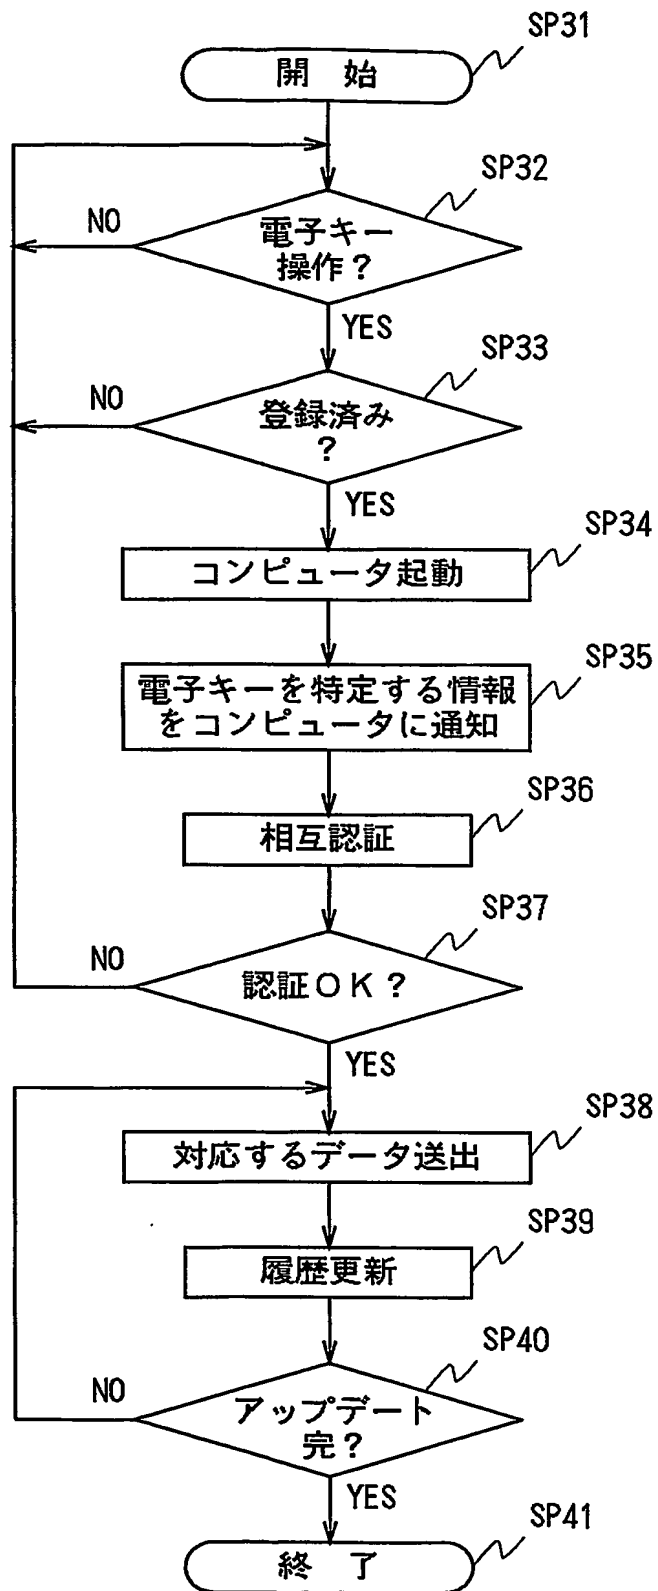 SP31
開 始
SP32
電子キー
操作?
NO
YES
SP33
登録済み
?
NO
YES
SP34
コンピュータ起動
SP35
電子キーを特定する情報
をコンピュータに通知
SP36
相互認証
SP37
認証OK?
NO
YES
SP38
対応するデータ送出
SP39
履歴更新
SP40
アップデート
完?
NO
YES
SP41
終 了